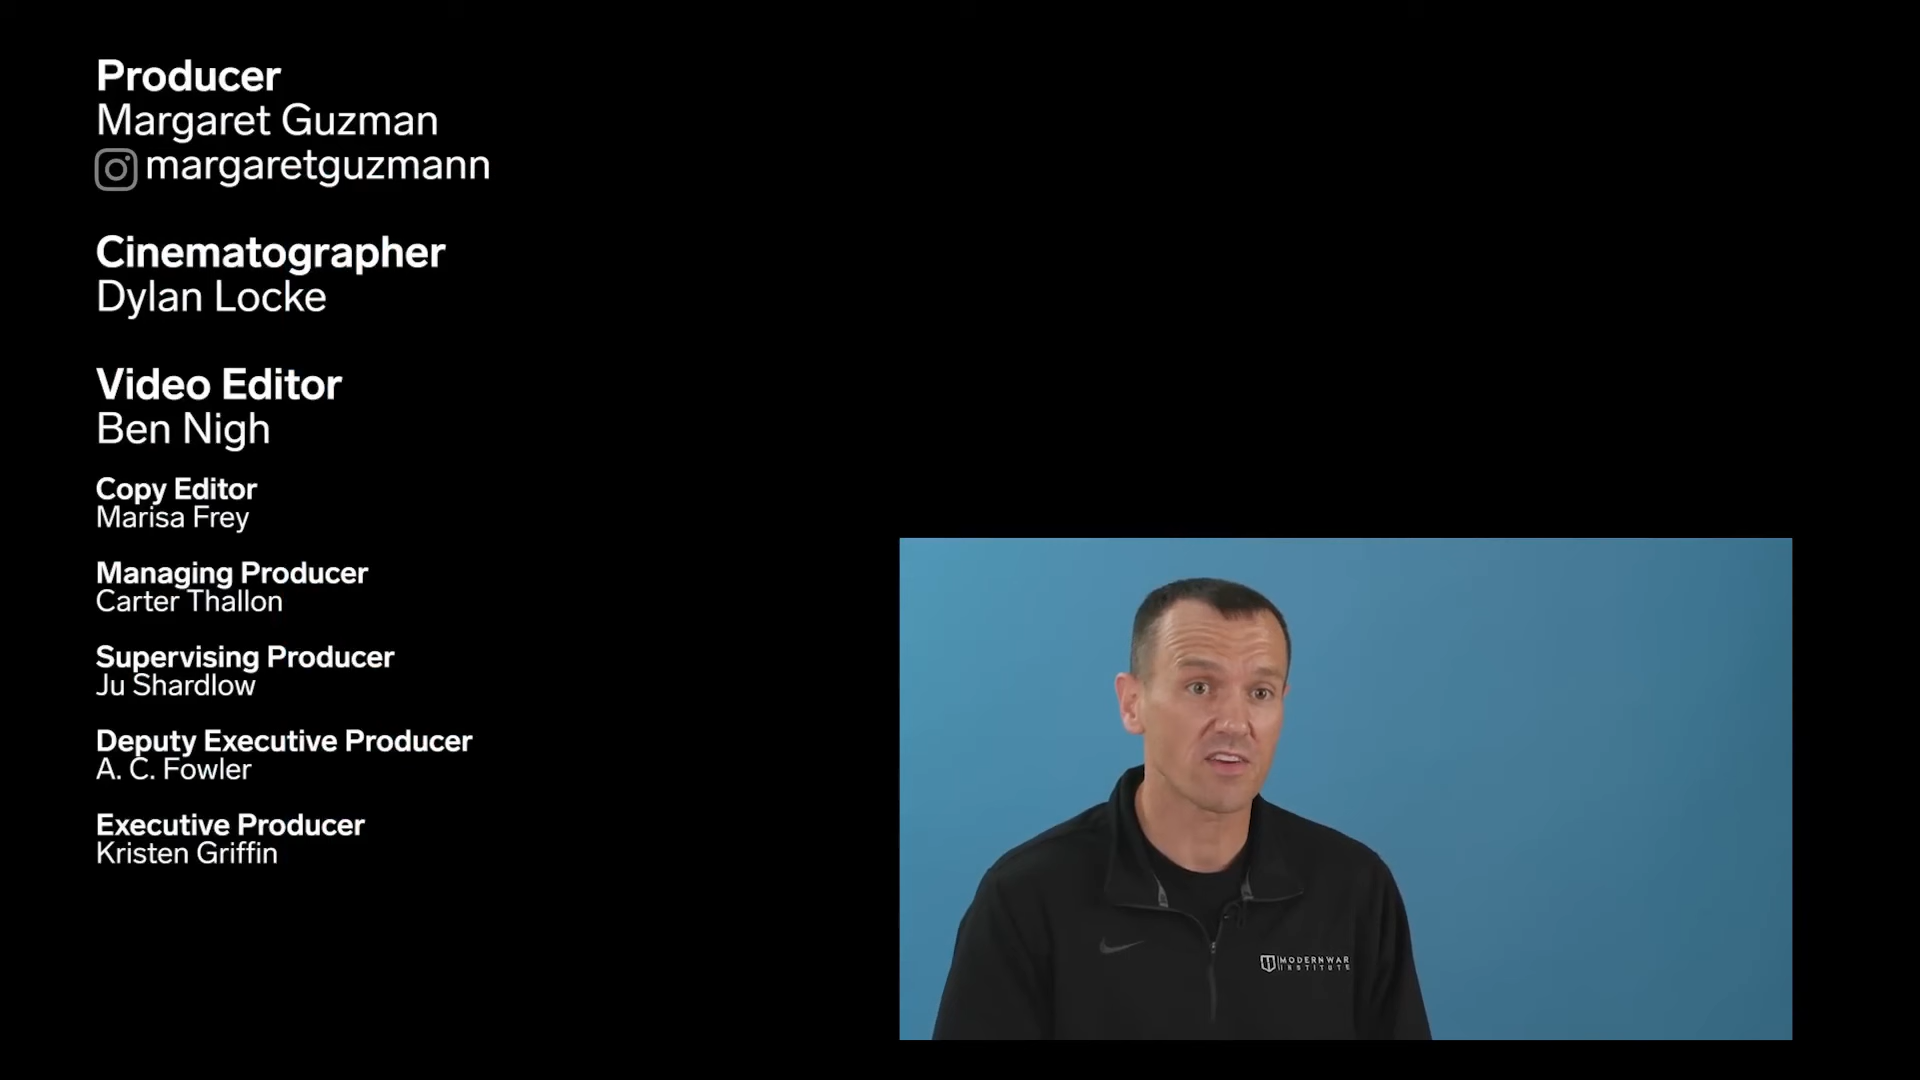 Producer
Margaret Guzman
margaretguzmann
Cinematographer
Dylan Locke
Video Editor
Ben Nigh
Copy Editor
Marisa Frey
Managing Producer
Carter Thallon
Supervising Producer
Ju Shardlow
Deputy Executive Producer
A. C. Fowler
Executive Producer
Kristen Griffin
MODERN WAR
INSTITUTE